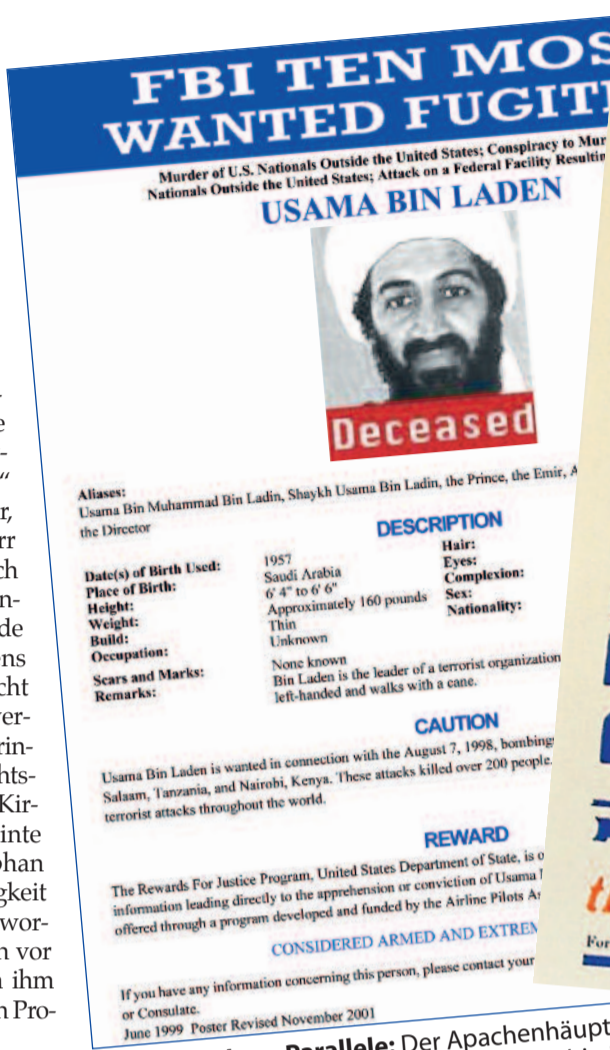 FBI TEN MOS
WANTED FUGITI
Murder of U.S. Nationals Outside the United States; Conspiracy to Mur
Nationals Outside the United States; Attack on a Federal Facility Resultin
USAMA BIN LADEN
Deceased
Aliases:
Usama Bin Muhammad Bin Ladin, Shaykh Usama Bin Ladin, the Prince, the Emir, A
the Director
DESCRIPTION
Date(s) of Birth Used: 1957 Hair:
Place of Birth: Saudi Arabia Eyes:
Height: 6' 4" to 6' 6" Complexion:
Weight: Approximately 160 pounds Sex:
Build: Thin Nationality:
Occupation: Unknown
Scars and Marks: None known
Remarks: Bin Laden is the leader of a terrorist organization
left-handed and walks with a cane.
CAUTION
Usama Bin Laden is wanted in connection with the August 7, 1998, bombings
Salaam, Tanzania, and Nairobi, Kenya. These attacks killed over 200 people.
terrorist attacks throughout the world.
REWARD
The Rewards For Justice Program, United States Department of State, is o
information leading directly to the apprehension or conviction of Usama
offered through a program developed and funded by the Airline Pilots A
CONSIDERED ARMED AND EXTREM
If you have any information concerning this person, please contact your
or Consulate.
June 1999 Poster Revised November 2001
e
-
“
r,
rr
ch
n-
de
ens
cht
ver-
rin-
hts-
Kir-
inte
phan
gkeit
wor-
n vor
n ihm
n Pro-
Parallele: Der Apachenhäupt
t
For